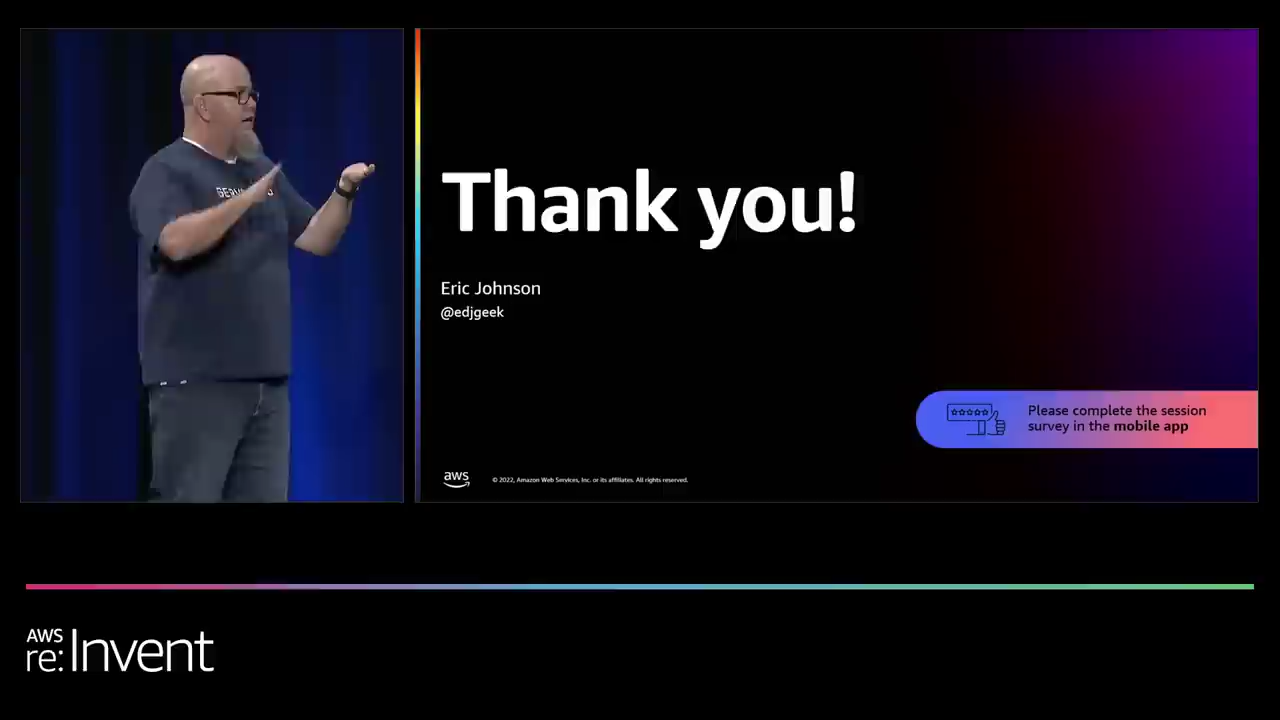 Thank you!
Eric Johnson
@edjgeek
Please complete the session
survey in the mobile app
aws
© 2022, Amazon Web Services, Inc. or its affiliates. All rights reserved.
AWS
re:Invent